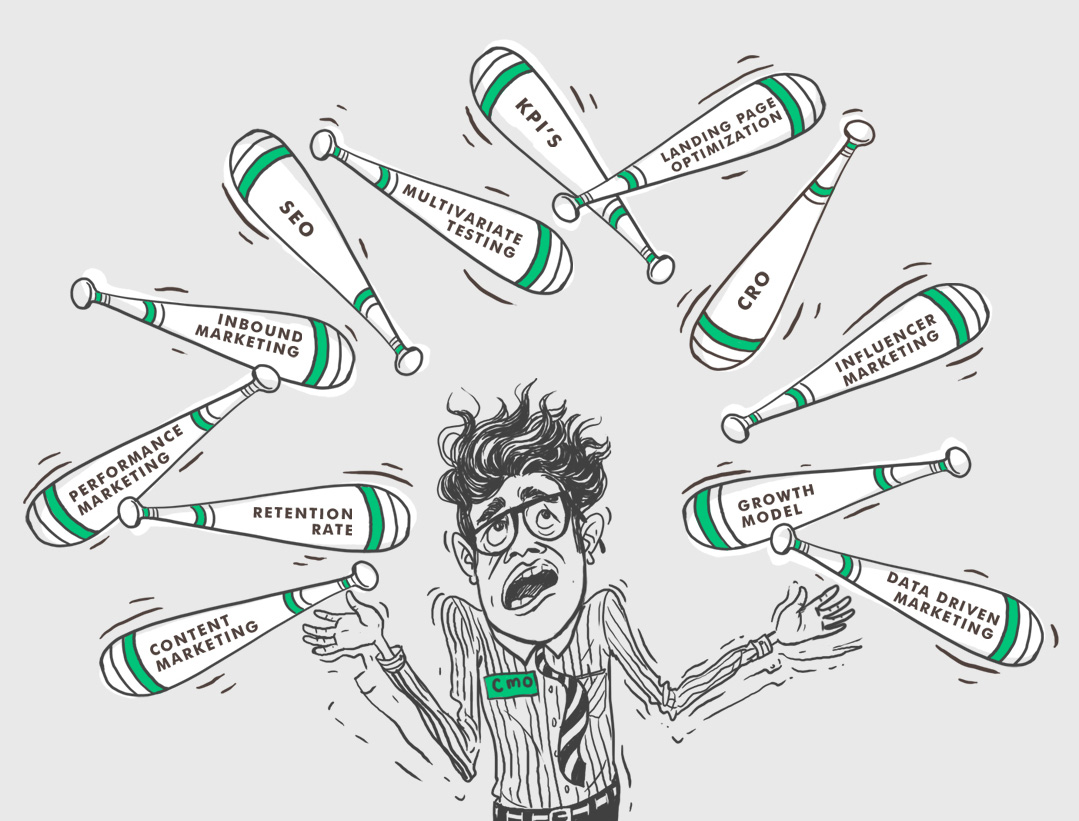 KPI'S
LANDING PAGE
OPTIMIZATION
SEO
MULTIVARIATE
TESTING
CRO
INBOUND
MARKETING
INFLUENCER
MARKETING
PERFORMANCE
MARKETING
RETENTION
RATE
GROWTH
MODEL
CONTENT
MARKETING
DATA DRIVEN
MARKETING
CMO